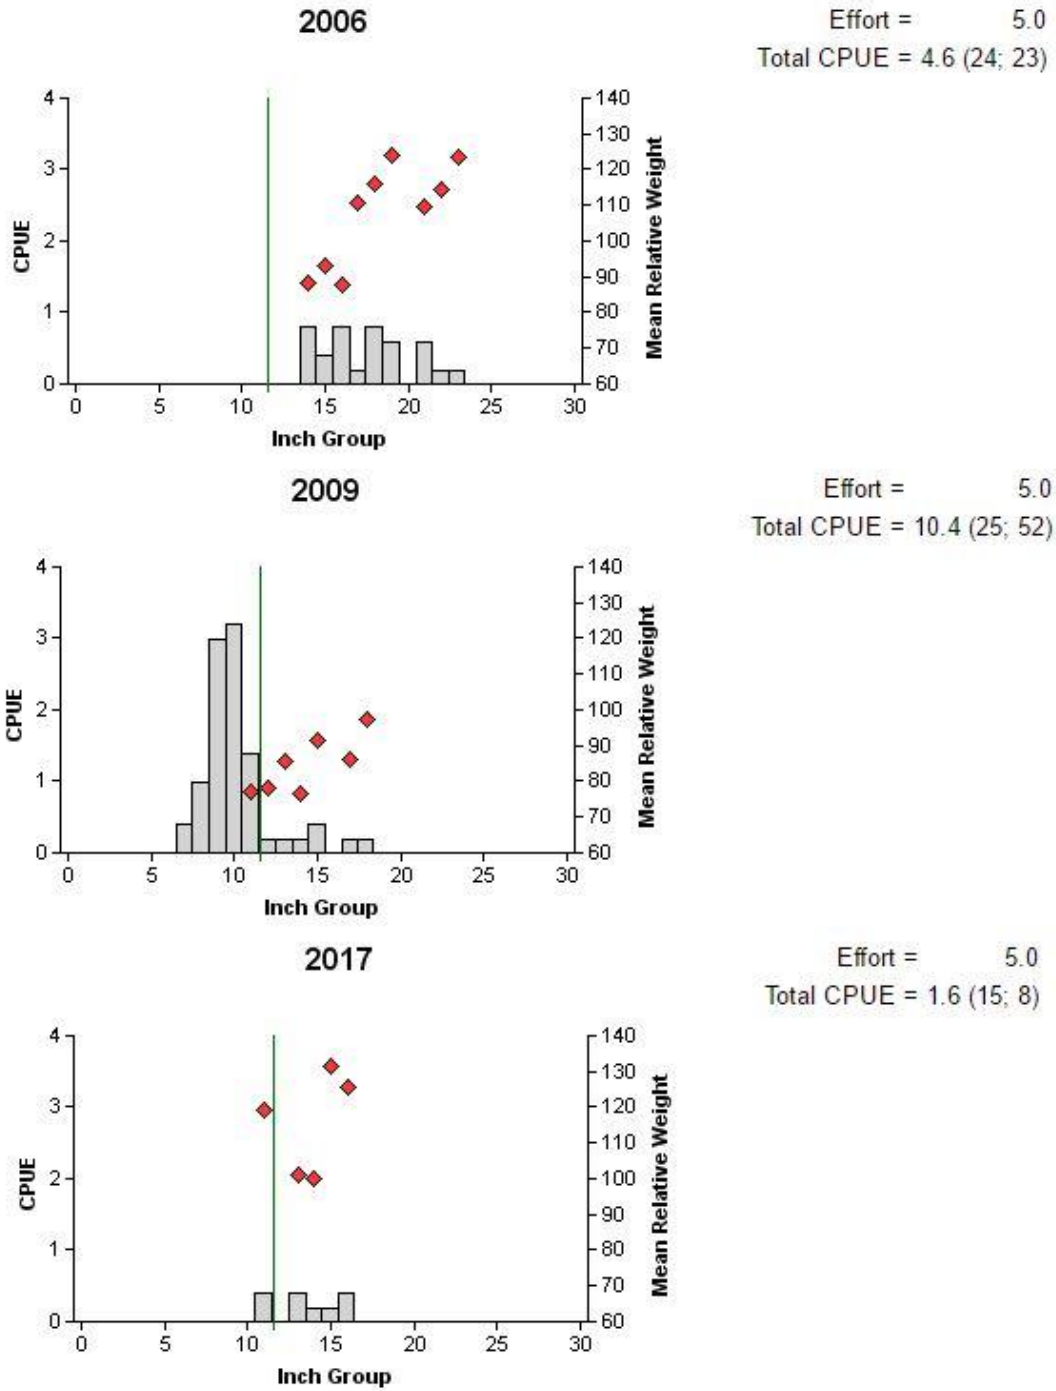 2006
Effort = 5.0
Total CPUE = 4.6 (24; 23)
4
3
2
1
0
CPUE
140
130
120
110
100
90
80
70
60
Mean Relative Weight
0 5 10 15 20 25 30
Inch Group
2009
Effort = 5.0
Total CPUE = 10.4 (25; 52)
4
3
2
1
0
CPUE
140
130
120
110
100
90
80
70
60
Mean Relative Weight
0 5 10 15 20 25 30
Inch Group
2017
Effort = 5.0
Total CPUE = 1.6 (15; 8)
4
3
2
1
0
CPUE
140
130
120
110
100
90
80
70
60
Mean Relative Weight
0 5 10 15 20 25 30
Inch Group